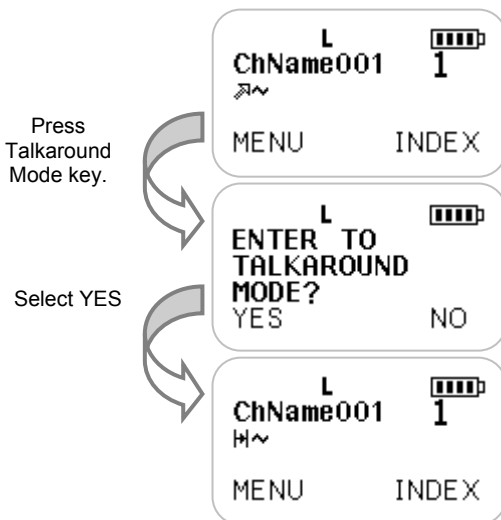 L
ChName001 1
MENU INDEX
Press
Talkaround
Mode key.
L
ENTER TO
TALKAROUND
MODE?
YES NO
Select YES
L
ChName001 1
MENU INDEX